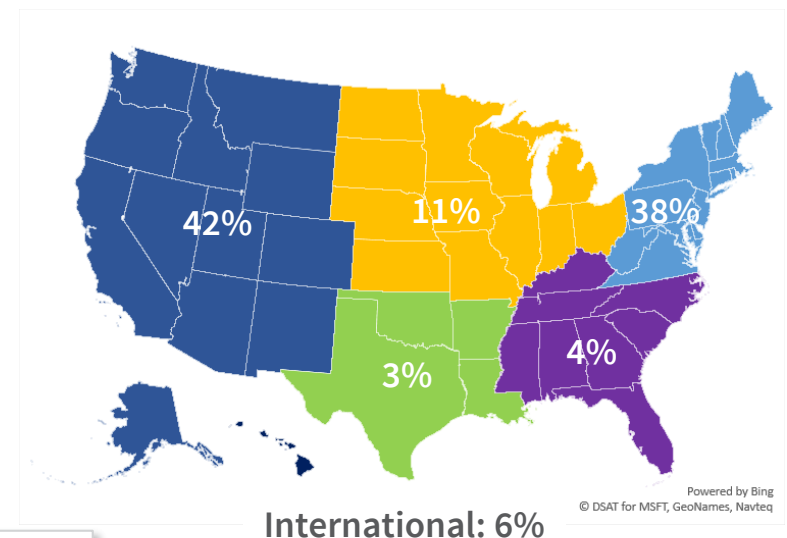 42%
11%
38%
3%
4%
Powered by Bing
© DSAT for MSFT, GeoNames, Navteq
International: 6%